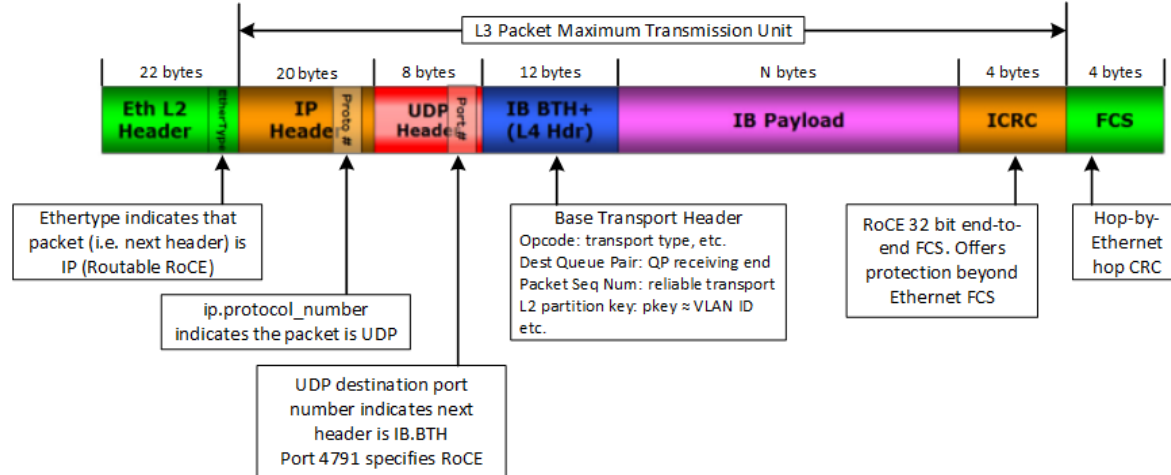 L3 Packet Maximum Transmission Unit
22 bytes
20 bytes
8 bytes
12 bytes
N bytes
4 bytes
4 bytes
Eth L2
Header
EtherType
IP
Header
Proto #
UDP
Header
Port #
IB BTH+
(L4 Hdr)
IB Payload
ICRC
FCS
Ethertype indicates that
packet (i.e. next header) is
IP (Routable RoCE)
ip.protocol_number
indicates the packet is UDP
UDP destination port
number indicates next
header is IB.BTH
Port 4791 specifies RoCE
Base Transport Header
Opcode: transport type, etc.
Dest Queue Pair: QP receiving end
Packet Seq Num: reliable transport
L2 partition key: pkey ≈ VLAN ID
etc.
RoCE 32 bit end-to-
end FCS. Offers
protection beyond
Ethernet FCS
Hop-by-
Ethernet
hop CRC